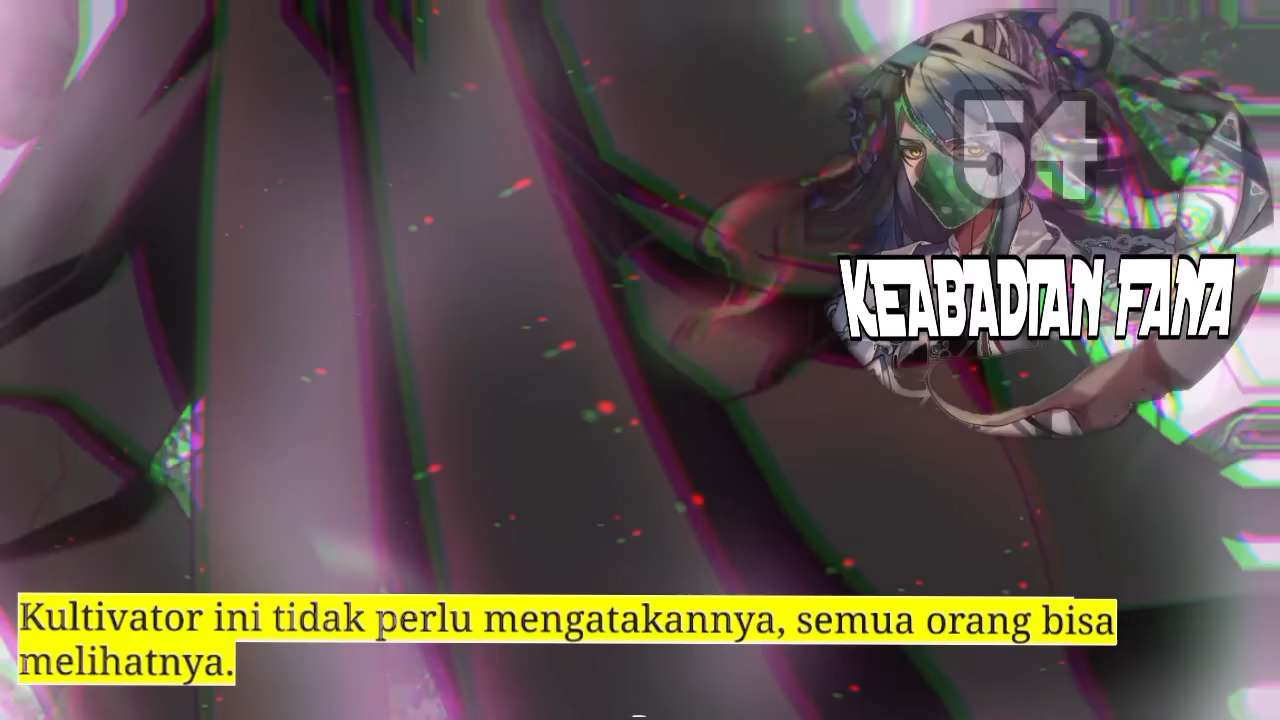 54
KEABADIAN FANA
Kultivator ini tidak perlu mengatakannya, semua orang bisa
melihatnya.